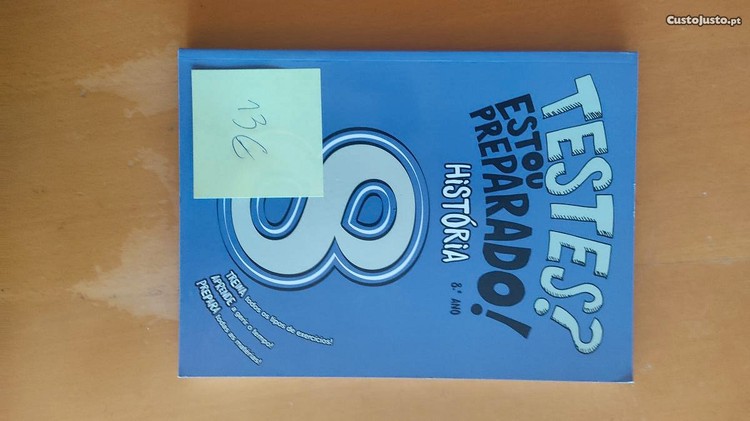 CustoJusto.pt
TESTES?
ESTOU
PREPARADO!
HiSTÓRiA
8.º ANO
13€
8
TREINA todos os tipos de exercícios!
APRENDE a gerir o tempo!
PREPARA todas as matérias!